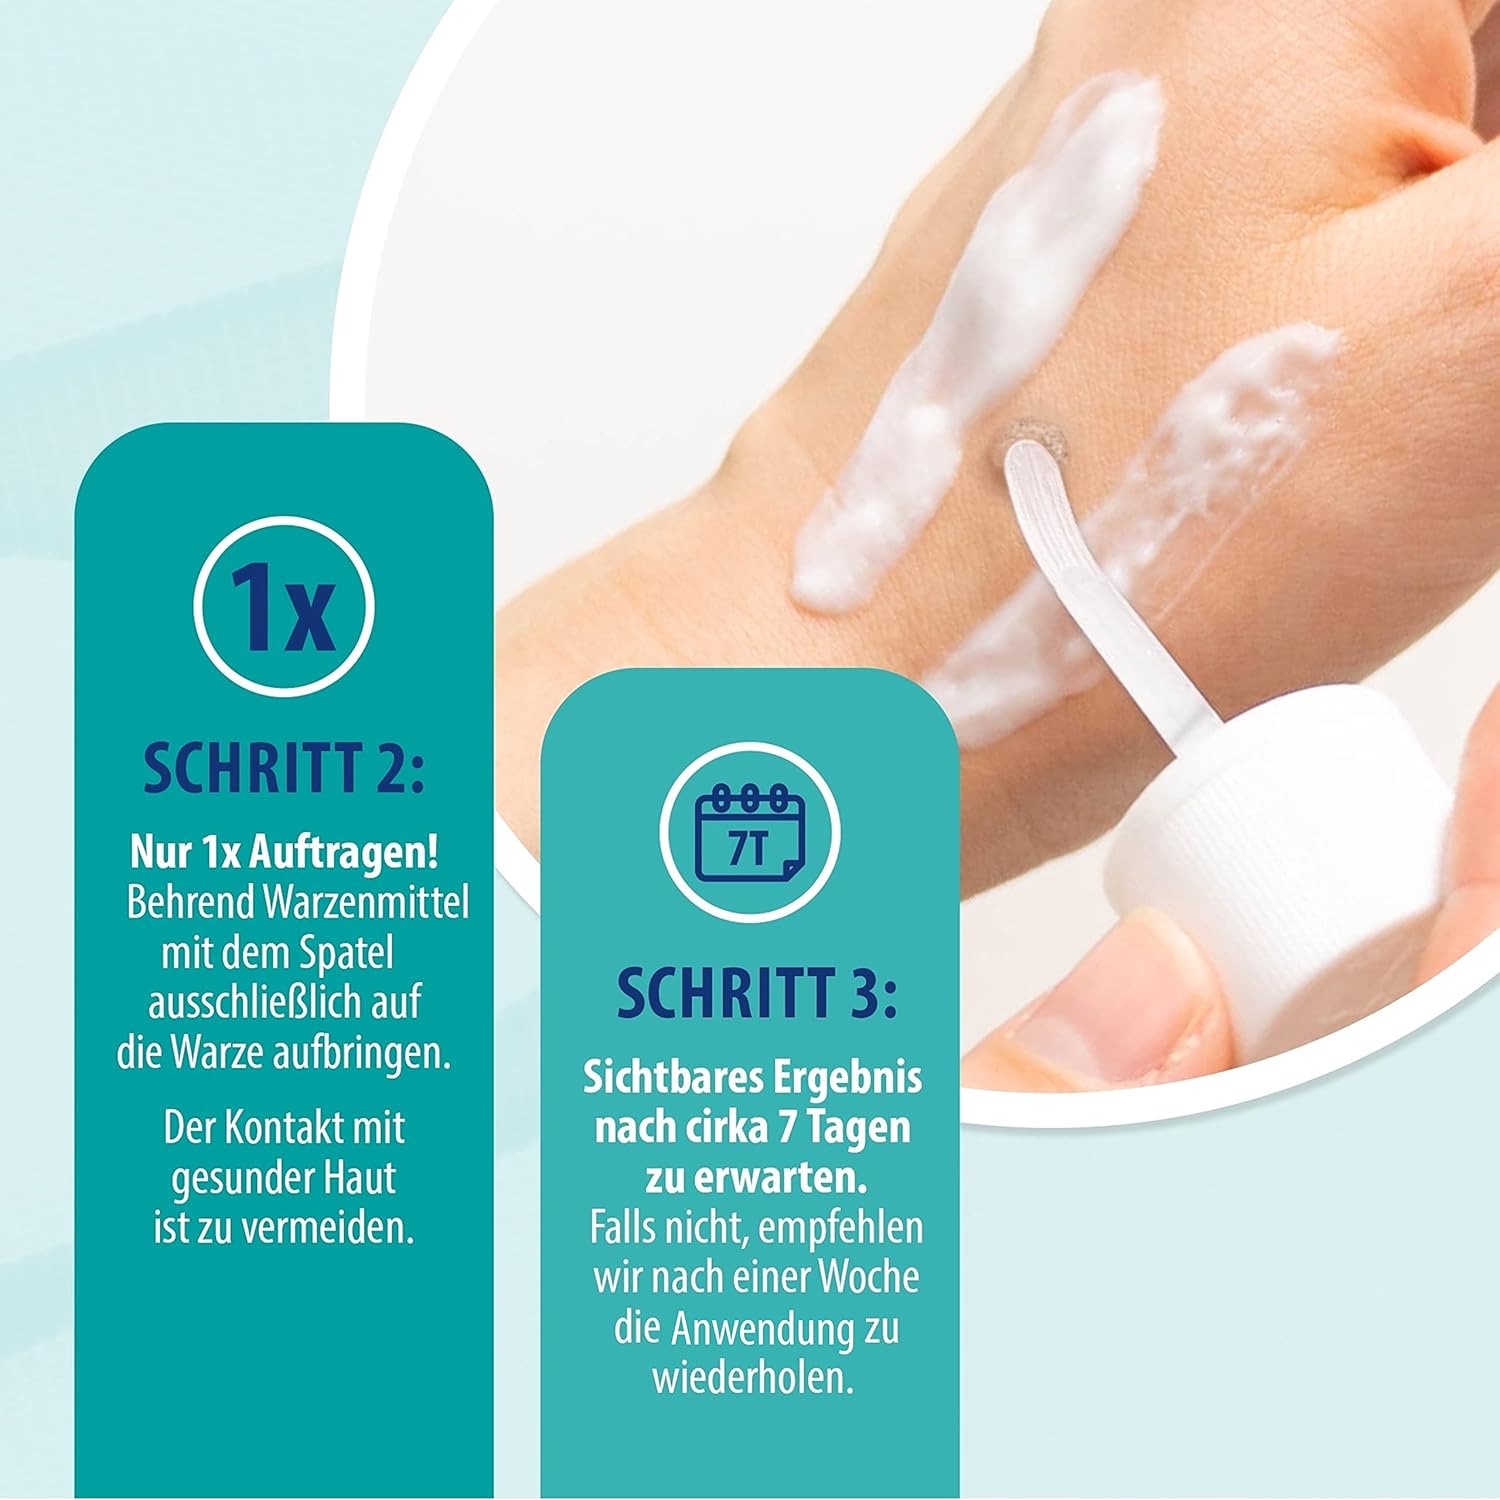 1x
SCHRITT 2:
Nur 1x Auftragen!
Behrend Warzenmittel
mit dem Spatel
ausschließlich auf
die Warze aufbringen.
Der Kontakt mit
gesunder Haut
ist zu vermeiden.
7T
SCHRITT 3:
Sichtbares Ergebnis
nach cirka 7 Tagen
zu erwarten.
Falls nicht, empfehlen
wir nach einer Woche
die Anwendung zu
wiederholen.